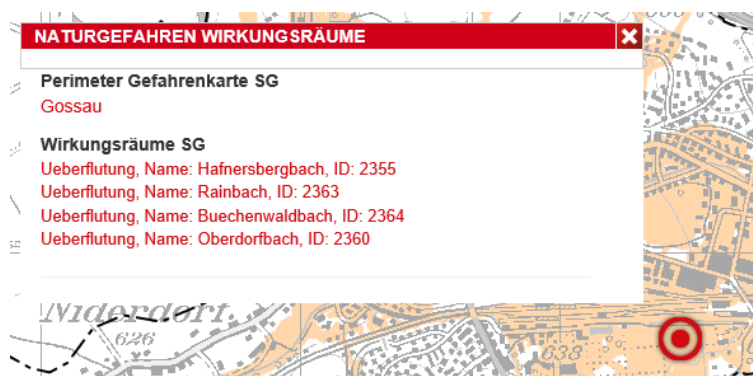 NATURGEFAHREN WIRKUNGSRÄUME
Perimeter Gefahrenkarte SG
Gossau
Wirkungsräume SG
Ueberflutung, Name: Hafnersbergbach, ID: 2355
Ueberflutung, Name: Rainbach, ID: 2363
Ueberflutung, Name: Buechenwaldbach, ID: 2364
Ueberflutung, Name: Oberdorfbach, ID: 2360
Niderdorf
626
638